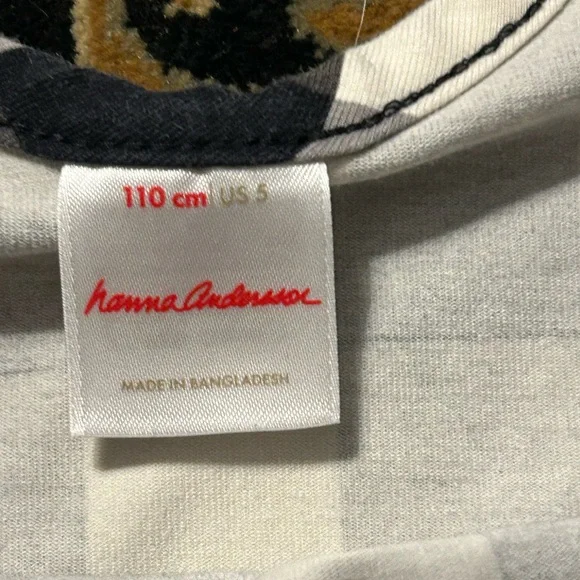 110 cm US 5
hanna andersson
MADE IN BANGLADESH